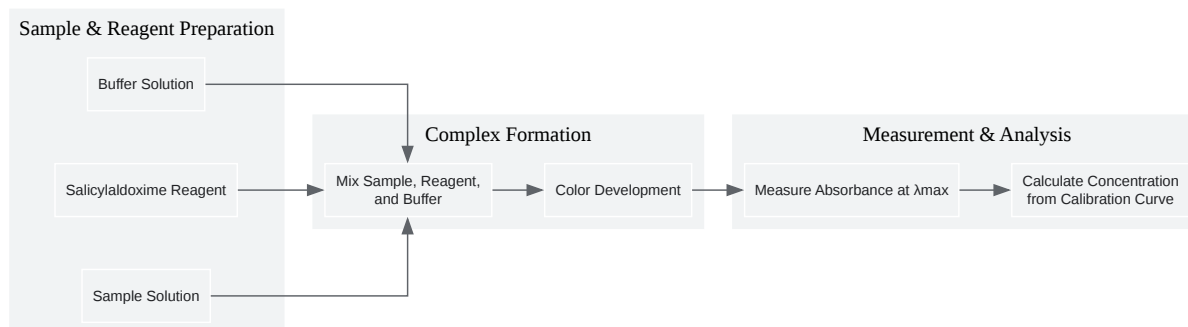 Sample & Reagent Preparation
Buffer Solution
Salicylaldoxime Reagent
Sample Solution
Complex Formation
Mix Sample, Reagent,
and Buffer
Color Development
Measurement & Analysis
Measure Absorbance at λmax
Calculate Concentration
from Calibration Curve